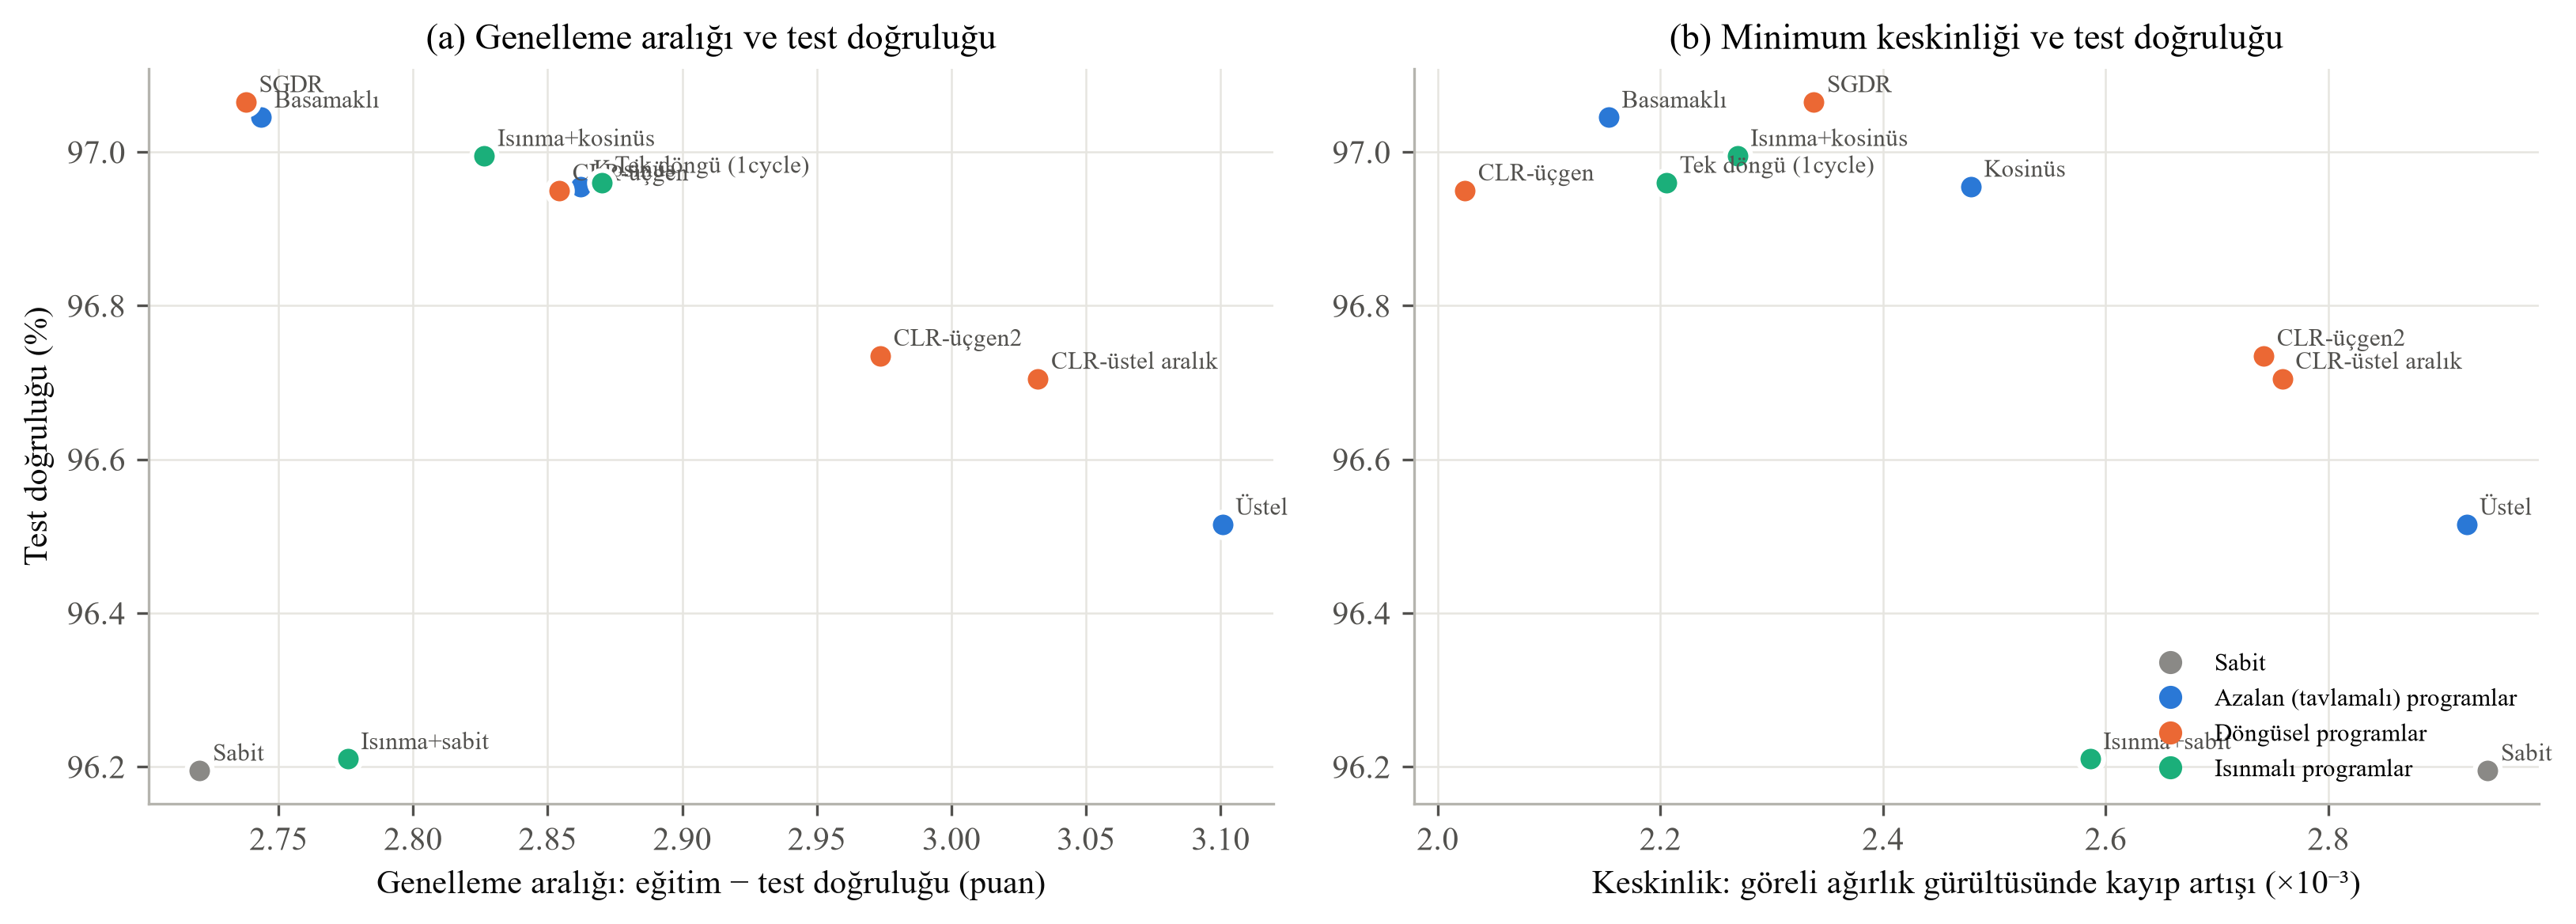 (a) Genelleme aralığı ve test doğruluğu
SGDR
Basamaklı
Isınma+kosinüs
Kosinüs
Tek döngü (1cycle)
CLR-üçgen
CLR-üçgen2
CLR-üstel aralık
Üstel
Isınma+sabit
Sabit
97.0
96.8
96.6
96.4
96.2
Test doğruluğu (%)
2.75 2.80 2.85 2.90 2.95 3.00 3.05 3.10
Genelleme aralığı: eğitim − test doğruluğu (puan)
(b) Minimum keskinliği ve test doğruluğu
SGDR
Basamaklı
Isınma+kosinüs
Tek döngü (1cycle)
CLR-üçgen
Kosinüs
CLR-üçgen2
CLR-üstel aralık
Üstel
Isınma+sabit
Sabit
97.0
96.8
96.6
96.4
96.2
Sabit
Azalan (tavlamalı) programlar
Döngüsel programlar
Isınmalı programlar
2.0 2.2 2.4 2.6 2.8
Keskinlik: göreli ağırlık gürültüsünde kayıp artışı (×10⁻³)